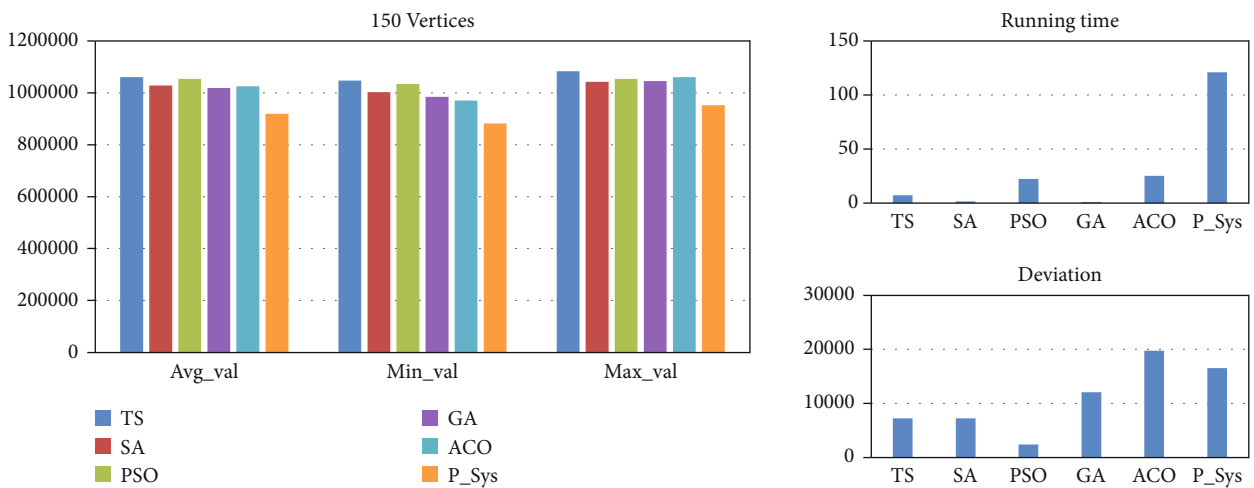 150 Vertices
1200000
1000000
800000
600000
400000
200000
0
Avg_val Min_val Max_val
TS
SA
PSO
GA
ACO
P_Sys
Running time
150
100
50
0
TS SA PSO GA ACO P_Sys
Deviation
30000
20000
10000
0
TS SA PSO GA ACO P_Sys